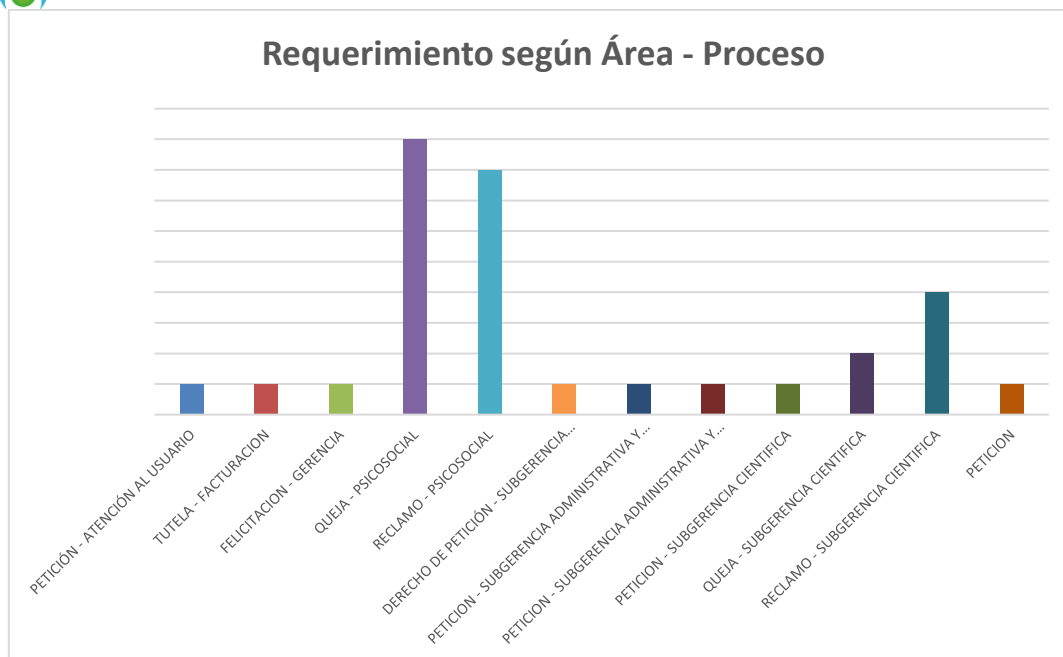 Requerimiento según Área - Proceso
PETICIÓN - ATENCIÓN AL USUARIO
TUTELA - FACTURACION
FELICITACION - GERENCIA
QUEJA - PSICOSOCIAL
RECLAMO - PSICOSOCIAL
DERECHO DE PETICIÓN - SUBGERENCIA...
PETICION - SUBGERENCIA ADMINISTRATIVA Y...
PETICION - SUBGERENCIA ADMINISTRATIVA Y...
PETICION - SUBGERENCIA CIENTIFICA
QUEJA - SUBGERENCIA CIENTIFICA
RECLAMO - SUBGERENCIA CIENTIFICA
PETICION